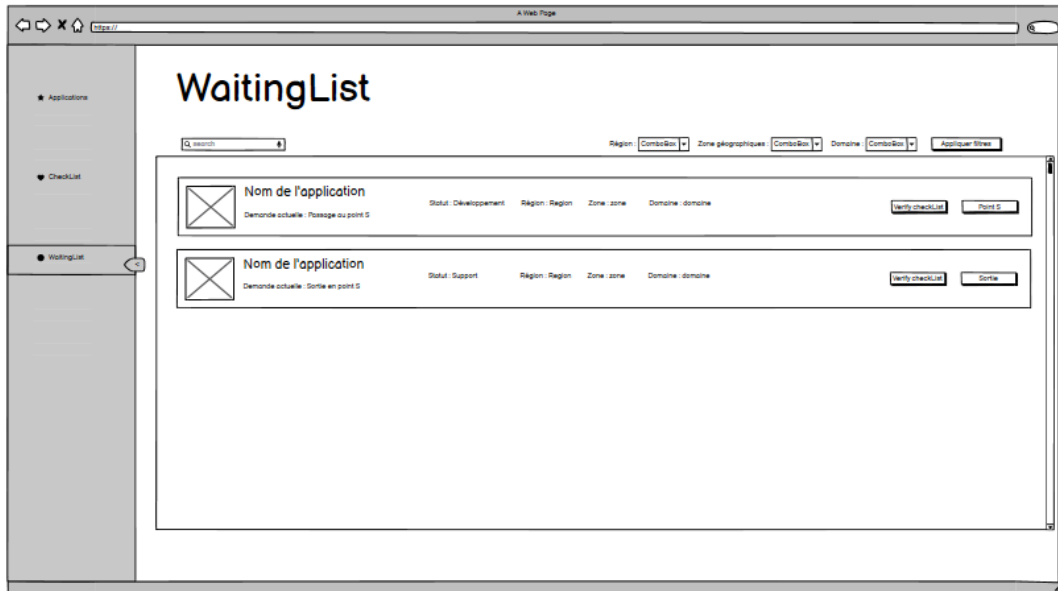 A Web Page
https://
Applications
CheckList
WaitingList
<
WaitingList
search
Région : ComboBox Zone géographiques : ComboBox Domaine : ComboBox Appliquer filtres
Nom de l'application
Demande actuelle : Passage au point S
Statut : Développement Région : Region Zone : zone Domaine : domaine
Verify checkList Point S
Nom de l'application
Demande actuelle : Sortie en point S
Statut : Support Région : Region Zone : zone Domaine : domaine
Verify checkList Sortie